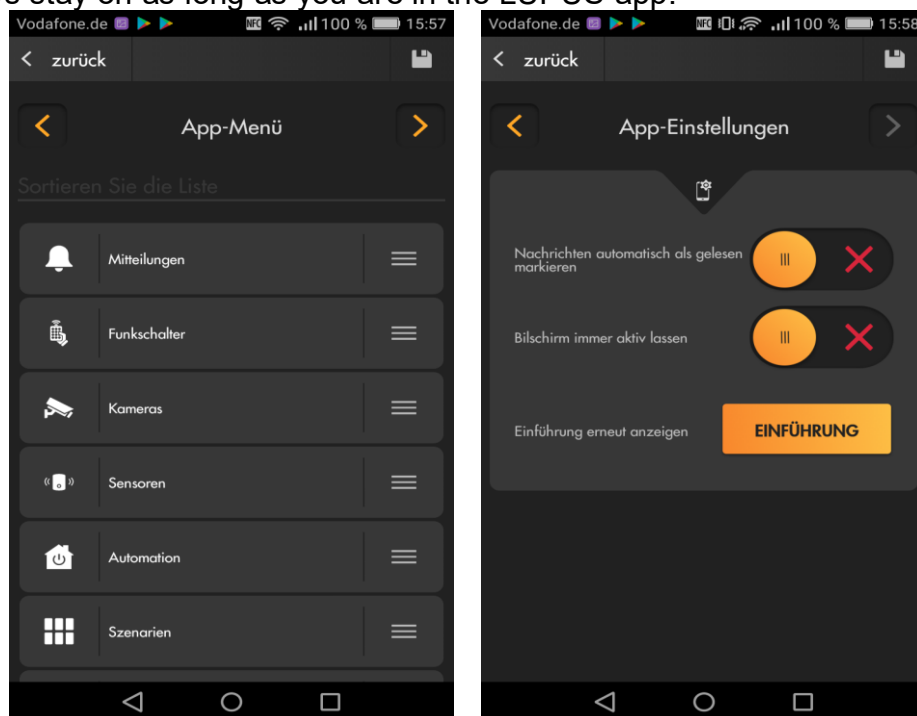 s stay on as long as you are in the LUPUS app.
Vodafone.de NFC 100 % 15:57
zurück
App-Menü
Sortieren Sie die Liste
Mitteilungen
Funkschalter
Kameras
Sensoren
Automation
Szenarien
Vodafone.de NFC 100 % 15:58
zurück
App-Einstellungen
Nachrichten automatisch als gelesen
markieren
Bilschirm immer aktiv lassen
Einführung erneut anzeigen EINFÜHRUNG